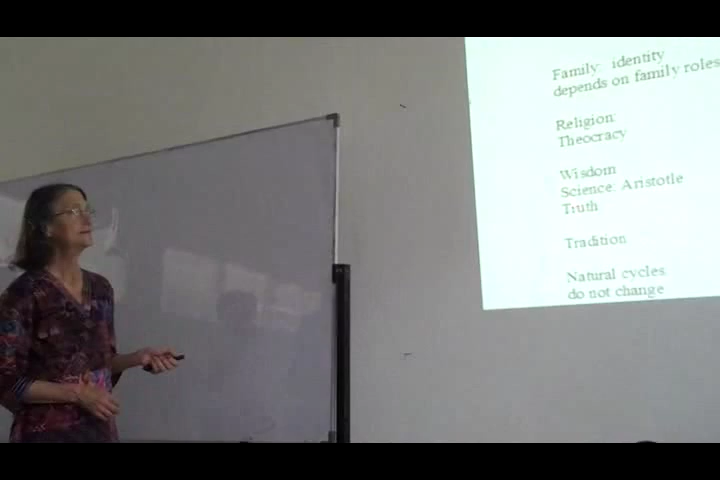 Family: identity
depends on family roles
Religion:
Theocracy
Wisdom
Science: Aristotle
Truth
Tradition
Natural cycles
do not change